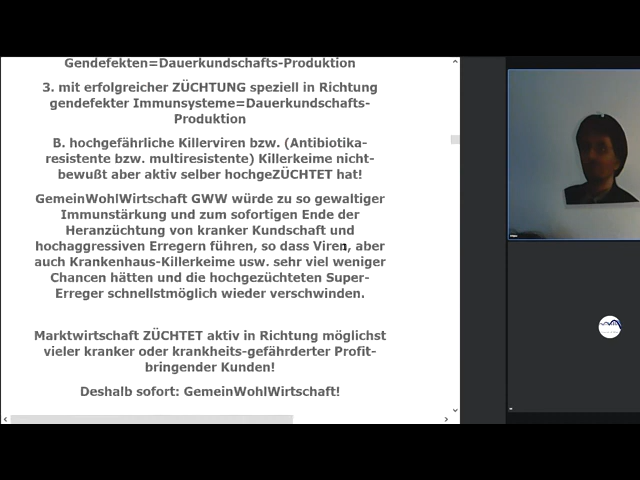 Gendefekten=Dauerkundschafts-Produktion
3. mit erfolgreicher ZÜCHTUNG speziell in Richtung
gendefekter Immunsysteme=Dauerkundschafts-
Produktion
B. hochgefährliche Killerviren bzw. (Antibiotika-
resistente bzw. multiresistente) Killerkeime nicht-
bewußt aber aktiv selber hochgeZÜCHTET hat!
GemeinWohlWirtschaft GWW würde zu so gewaltiger
Immunstärkung und zum sofortigen Ende der
Heranzüchtung von kranker Kundschaft und
hochaggressiven Erregern führen, so dass Viren, aber
auch Krankenhaus-Killerkeime usw. sehr viel weniger
Chancen hätten und die hochgezüchteten Super-
Erreger schnellstmöglich wieder verschwinden.
Marktwirtschaft ZÜCHTET aktiv in Richtung möglichst
vieler kranker oder krankheits-gefährderter Profit-
bringender Kunden!
Deshalb sofort: GemeinWohlWirtschaft!